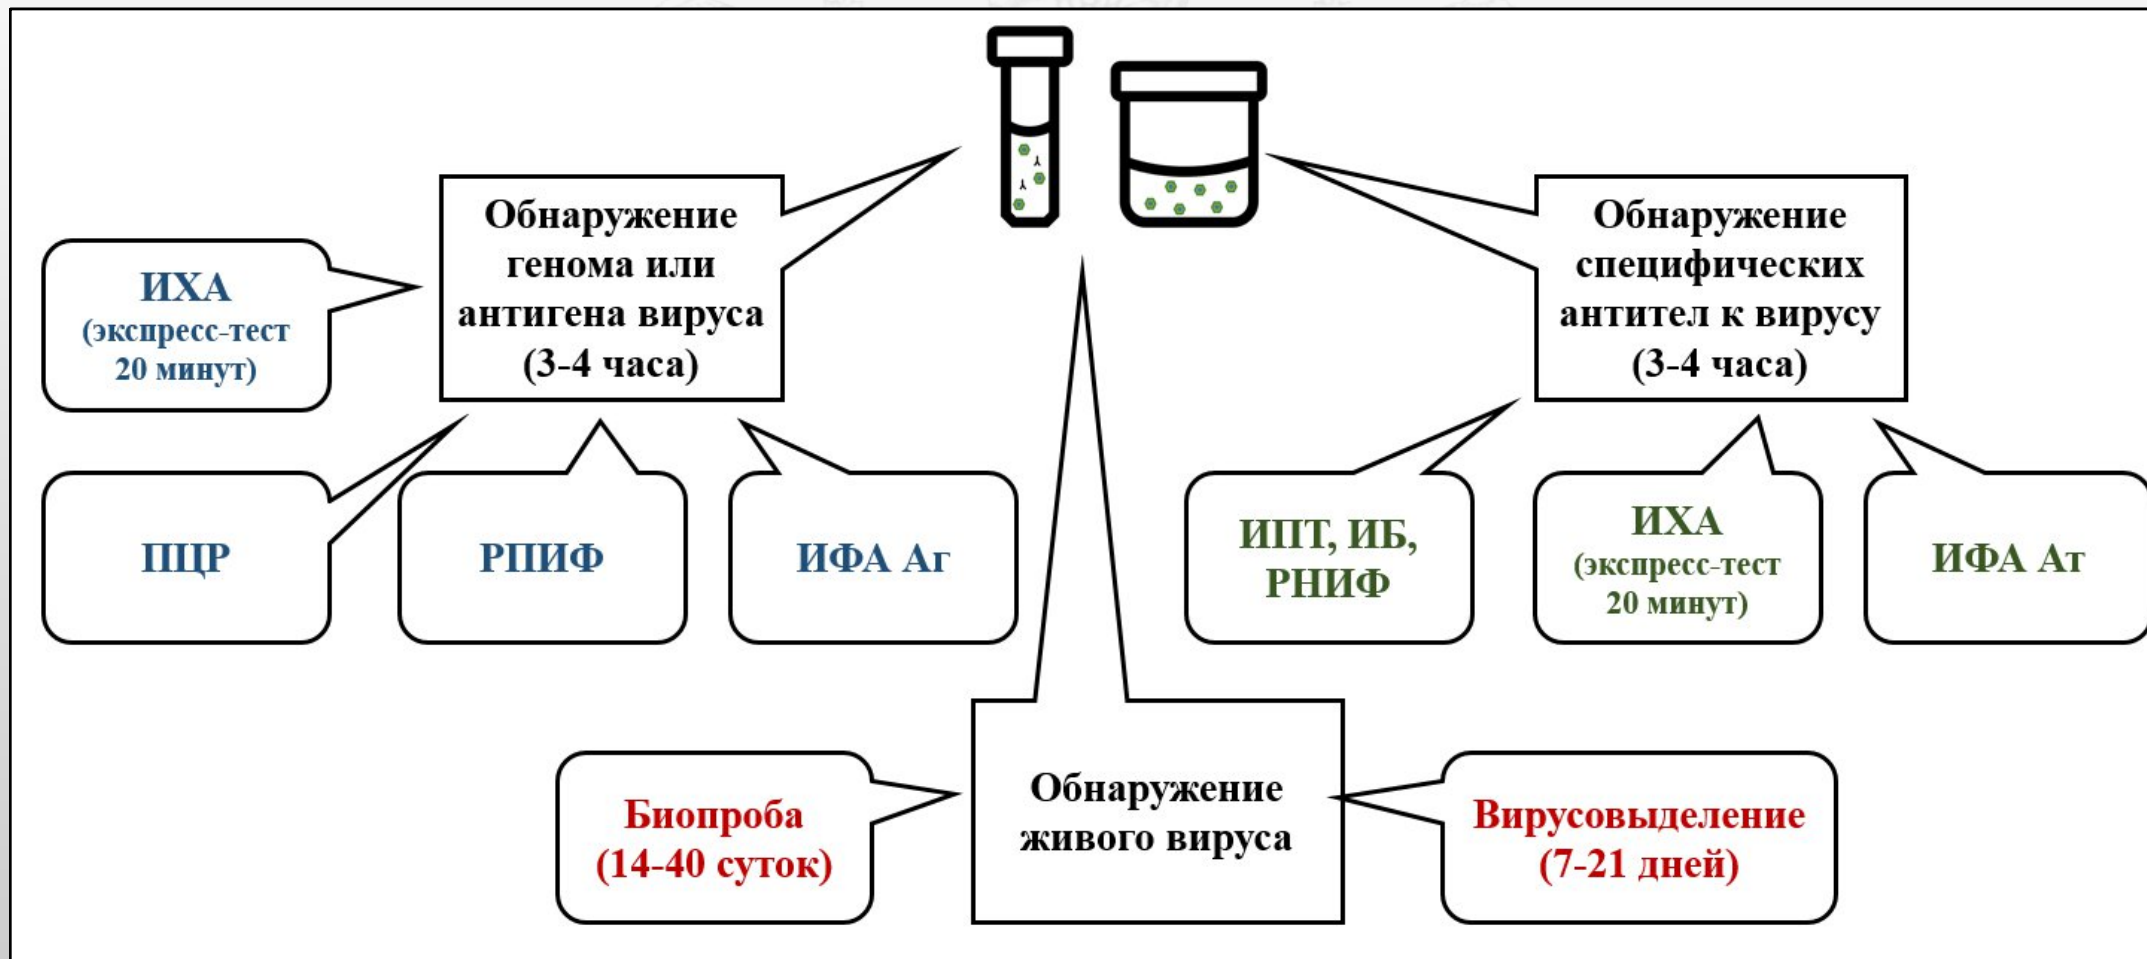 Обнаружение
генома или
антигена вируса
(3-4 часа)
Обнаружение
специфических
антител к вирусу
(3-4 часа)
ИХА
(экспресс-тест
20 минут)
ПЦР
РПИФ
ИФА Аг
ИПТ, ИБ,
РНИФ
ИХА
(экспресс-тест
20 минут)
ИФА Ат
Биопроба
(14-40 суток)
Обнаружение
живого вируса
Вирусовыделение
(7-21 дней)